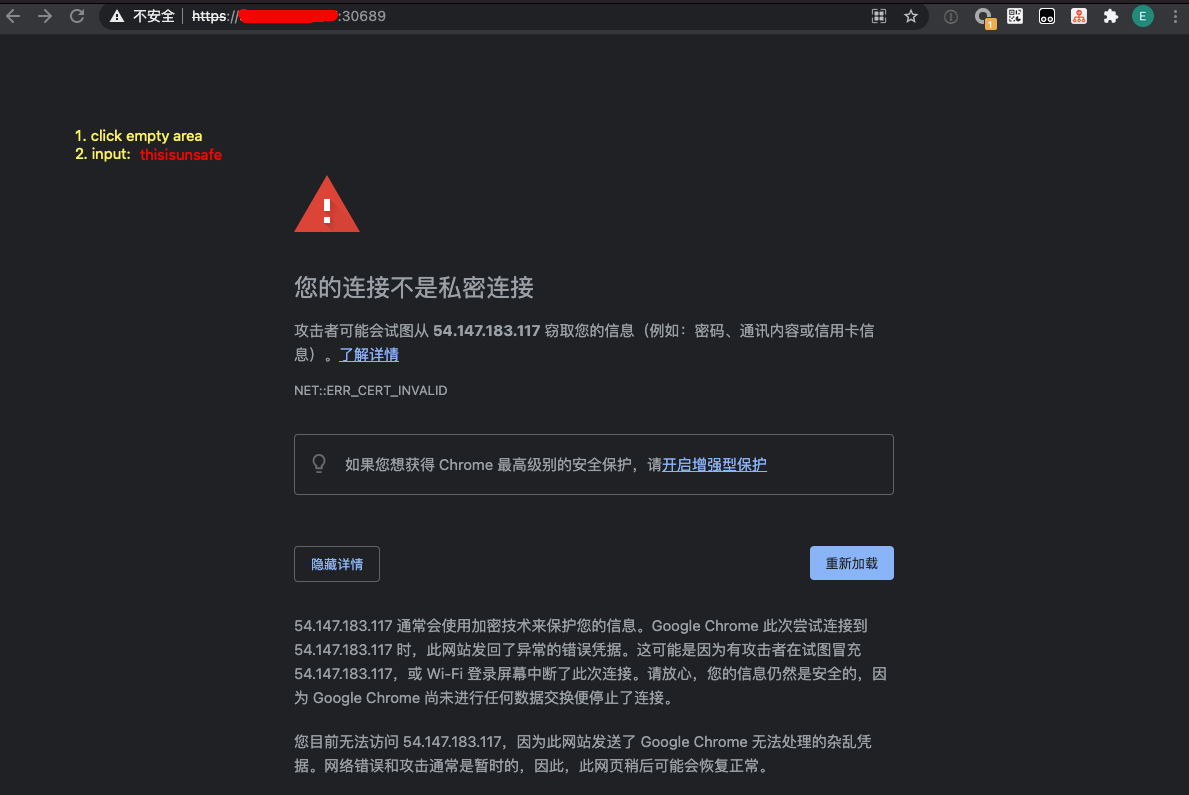 不安全 https:// :30689
E
1
1. click empty area
2. input: thisisunsafe
您的连接不是私密连接
攻击者可能会试图从 54.147.183.117 窃取您的信息（例如：密码、通讯内容或信用卡信
息）。了解详情
NET::ERR_CERT_INVALID
如果您想获得 Chrome 最高级别的安全保护，请开启增强型保护
隐藏详情
重新加载
54.147.183.117 通常会使用加密技术来保护您的信息。Google Chrome 此次尝试连接到
54.147.183.117 时，此网站发回了异常的错误凭据。这可能是因为有攻击者在试图冒充
54.147.183.117，或 Wi-Fi 登录屏幕中断了此次连接。请放心，您的信息仍然是安全的，因
为 Google Chrome 尚未进行任何数据交换便停止了连接。
您目前无法访问 54.147.183.117，因为此网站发送了 Google Chrome 无法处理的杂乱凭
据。网络错误和攻击通常是暂时的，因此，此网页稍后可能会恢复正常。